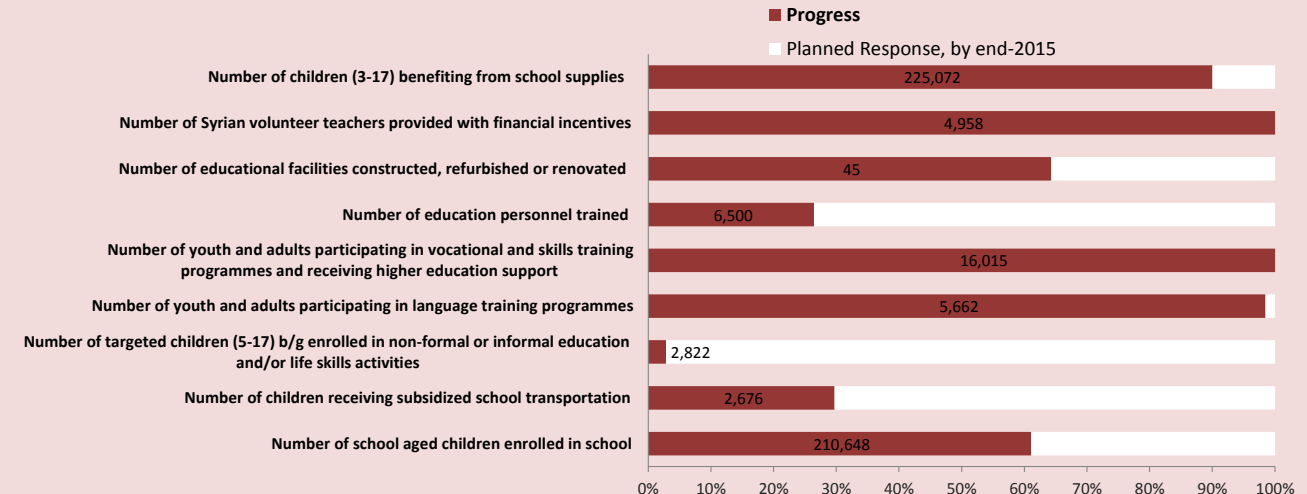 Progress
Planned Response, by end-2015
Number of children (3-17) benefiting from school supplies
225,072
Number of Syrian volunteer teachers provided with financial incentives
4,958
Number of educational facilities constructed, refurbished or renovated
45
Number of education personnel trained
6,500
Number of youth and adults participating in vocational and skills training
programmes and receiving higher education support
16,015
Number of youth and adults participating in language training programmes
5,662
Number of targeted children (5-17) b/g enrolled in non-formal or informal education
and/or life skills activities
2,822
Number of children receiving subsidized school transportation
2,676
Number of school aged children enrolled in school
210,648
0% 10% 20% 30% 40% 50% 60% 70% 80% 90% 100%